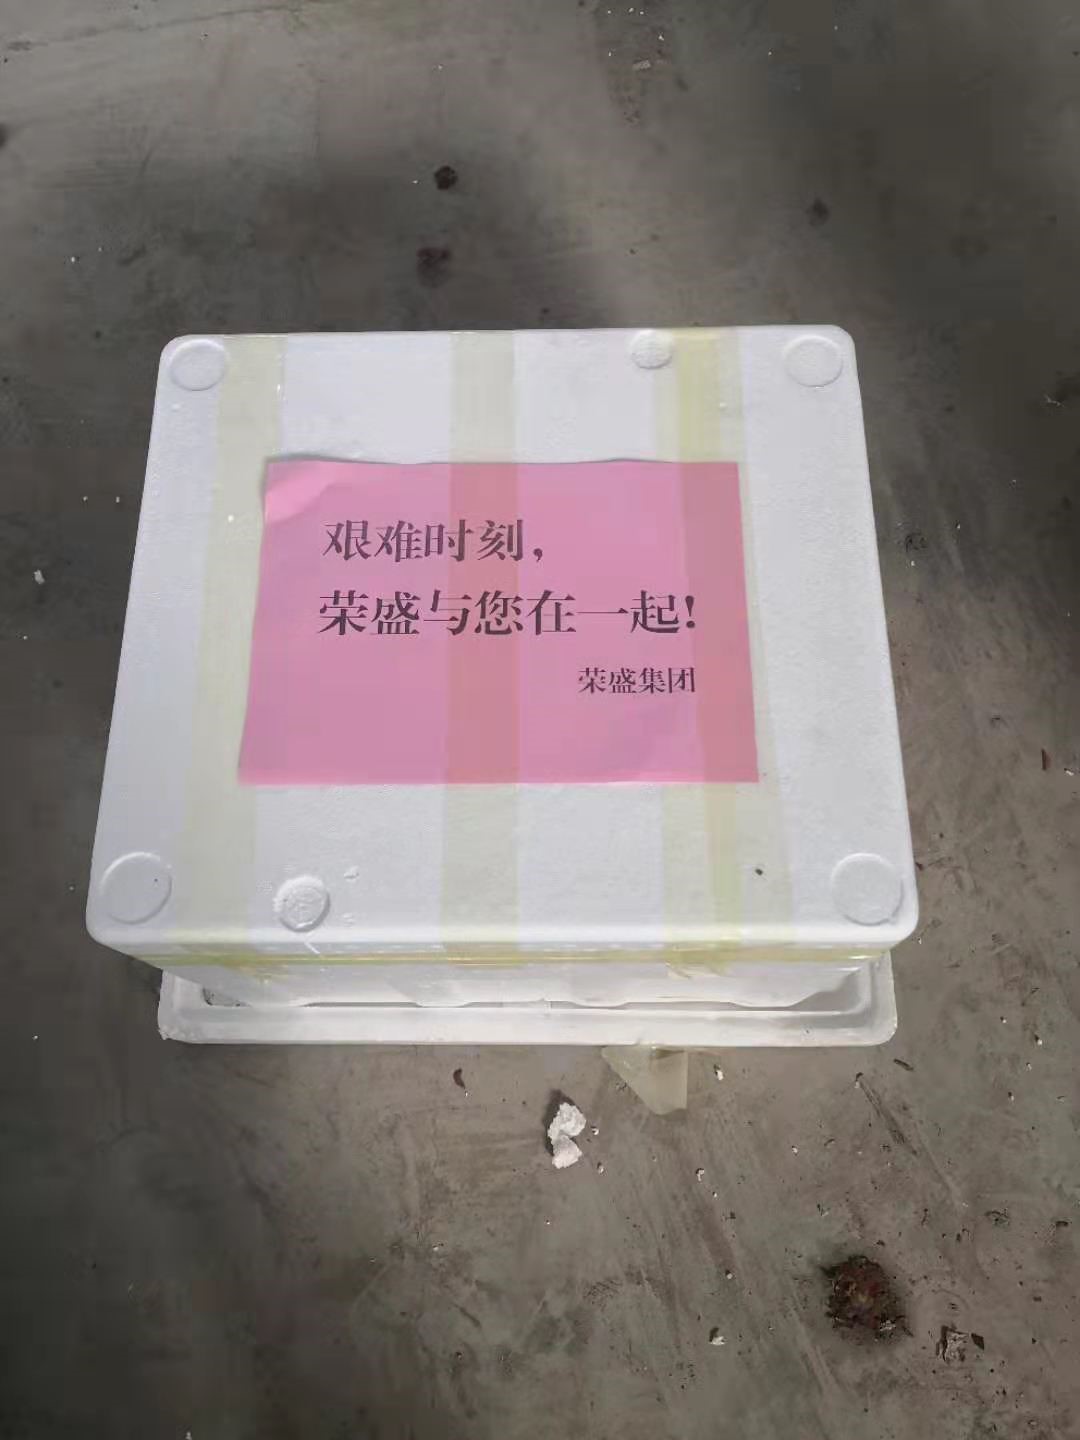 艰难时刻，
荣盛与您在一起！
荣盛集团